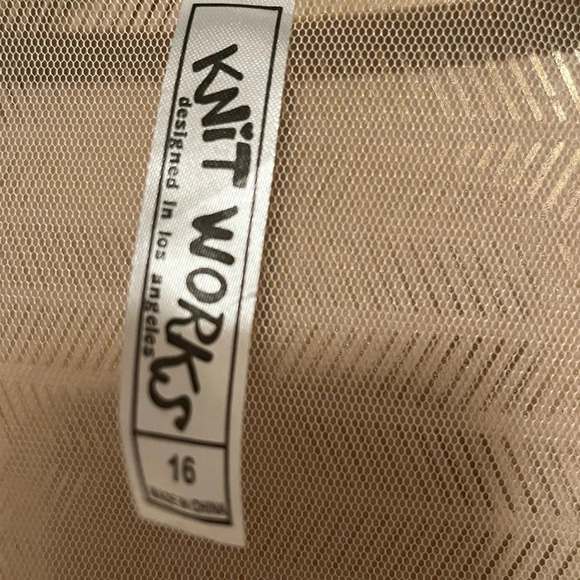 KNiT WORKS
designed in los angeles
16
MADE IN CHINA